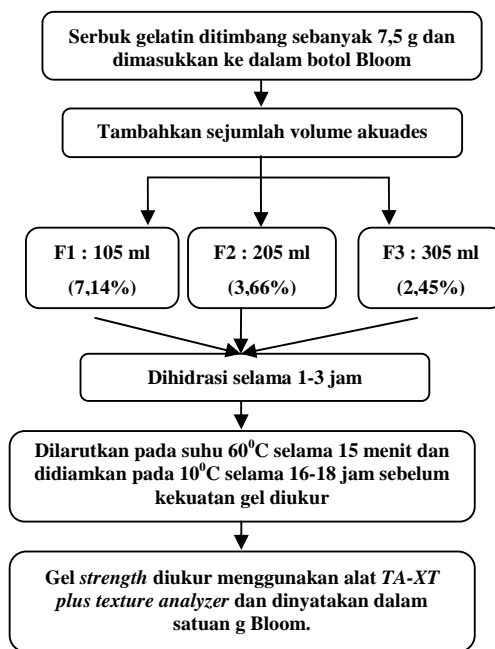 Serbuk gelatin ditimbang sebanyak 7,5 g dan
dimasukkan ke dalam botol Bloom
Tambahkan sejumlah volume akuades
F1 : 105 ml
(7,14%)
F2 : 205 ml
(3,66%)
F3 : 305 ml
(2,45%)
Dihidrasi selama 1-3 jam
Dilarutkan pada suhu 60⁰C selama 15 menit dan
didiamkan pada 10⁰C selama 16-18 jam sebelum
kekuatan gel diukur
Gel strength diukur menggunakan alat TA-XT
plus texture analyzer dan dinyatakan dalam
satuan g Bloom.